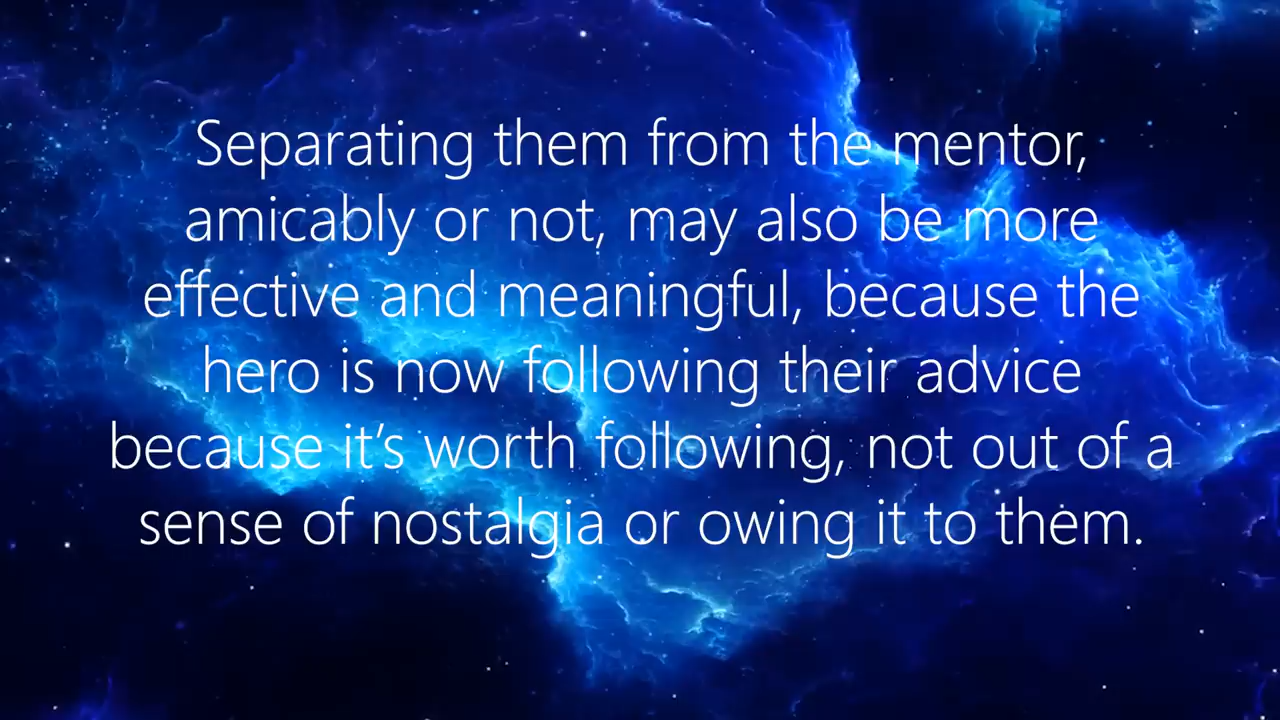 Separating them from the mentor,
amicably or not, may also be more
effective and meaningful, because the
hero is now following their advice
because it’s worth following, not out of a
sense of nostalgia or owing it to them.